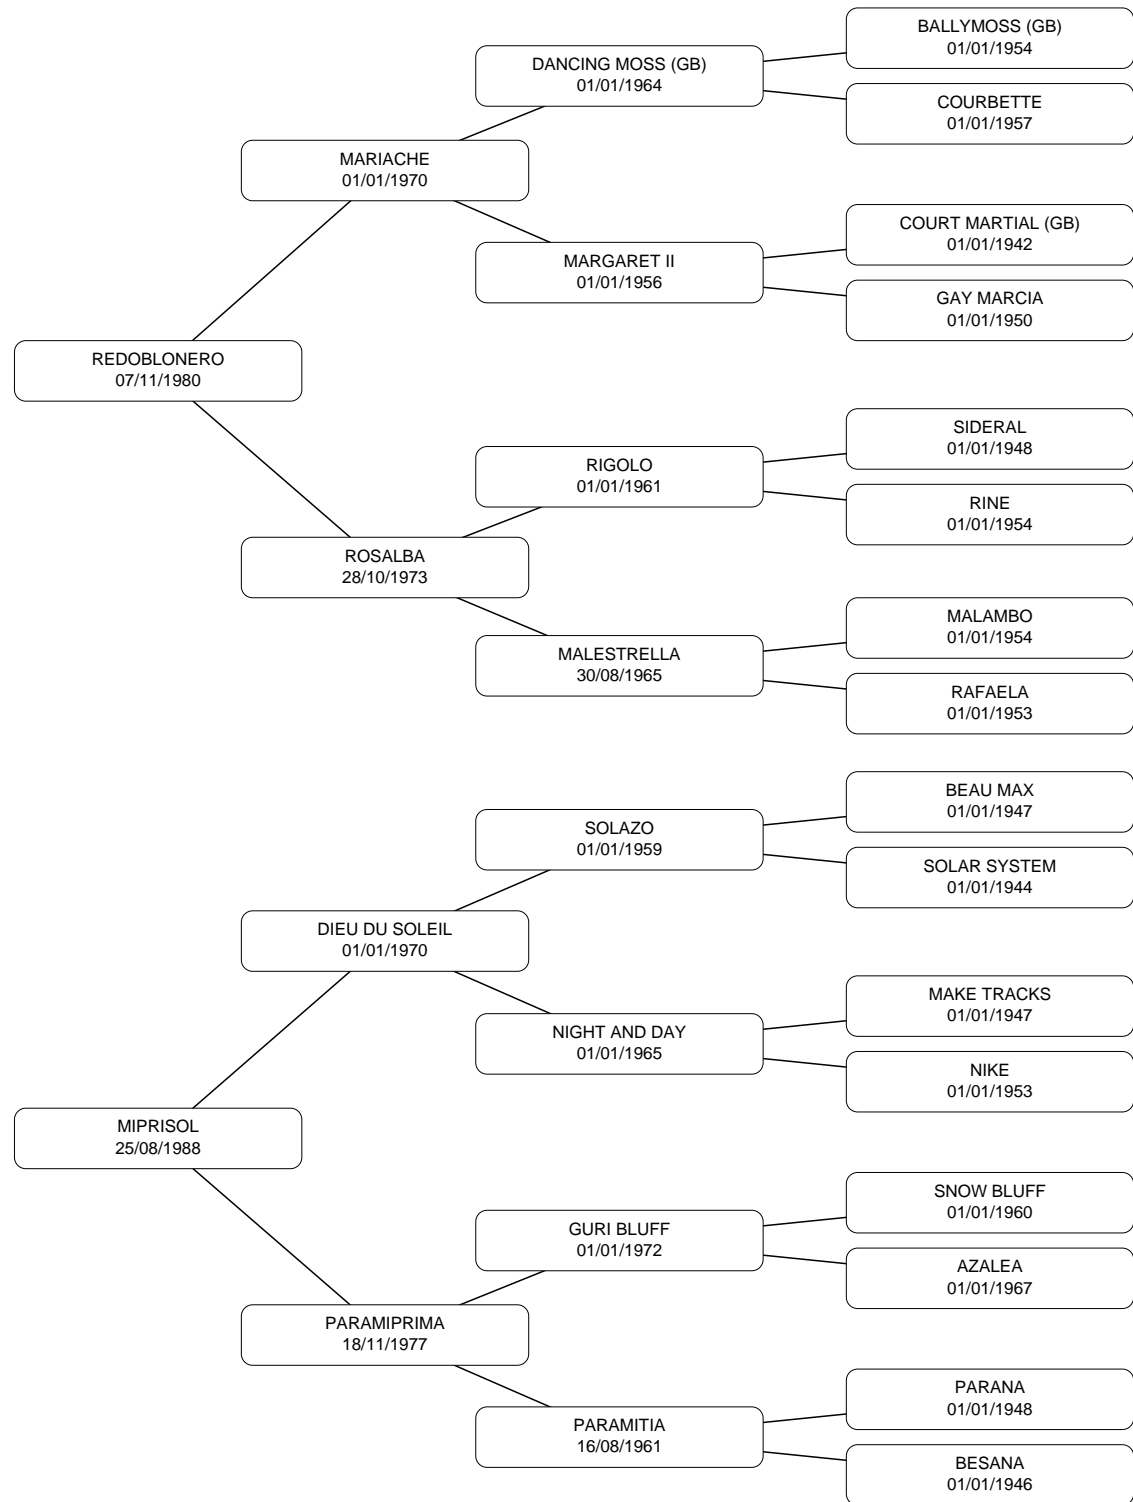 BALLYMOSS (GB)
01/01/1954
DANCING MOSS (GB)
01/01/1964
COURBETTE
01/01/1957
MARIACHE
01/01/1970
COURT MARTIAL (GB)
01/01/1942
MARGARET II
01/01/1956
GAY MARCIA
01/01/1950
REDOBLONERO
07/11/1980
SIDERAL
01/01/1948
RIGOLO
01/01/1961
RINE
01/01/1954
ROSALBA
28/10/1973
MALAMBO
01/01/1954
MALESTRELLA
30/08/1965
RAFAELA
01/01/1953
BEAU MAX
01/01/1947
SOLAZO
01/01/1959
SOLAR SYSTEM
01/01/1944
DIEU DU SOLEIL
01/01/1970
MAKE TRACKS
01/01/1947
NIGHT AND DAY
01/01/1965
NIKE
01/01/1953
MIPRISOL
25/08/1988
SNOW BLUFF
01/01/1960
GURI BLUFF
01/01/1972
AZALEA
01/01/1967
PARAMIPRIMA
18/11/1977
PARANA
01/01/1948
PARAMITIA
16/08/1961
BESANA
01/01/1946